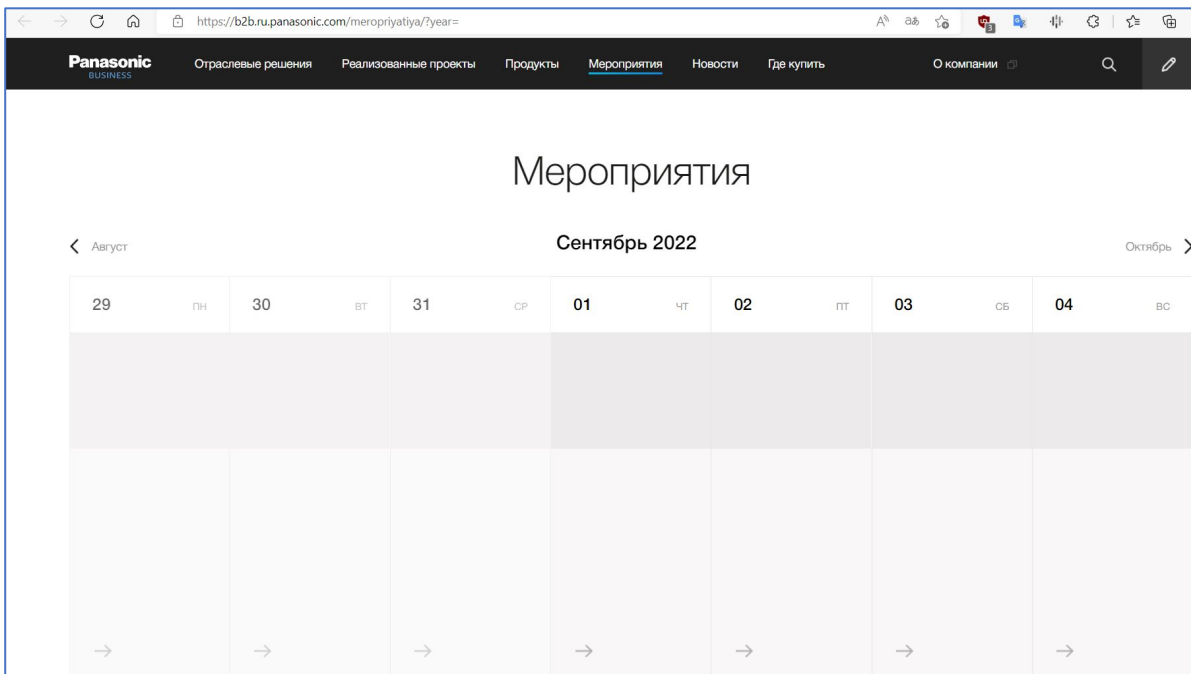 https://b2b.ru.panasonic.com/meropriyatiya/?year=
Panasonic
BUSINESS
Отраслевые решения Реализованные проекты Продукты Мероприятия Новости Где купить О компании
Мероприятия
Август Сентябрь 2022 Октябрь
29 ПН 30 ВТ 31 СР 01 ЧТ 02 ПТ 03 СБ 04 ВС